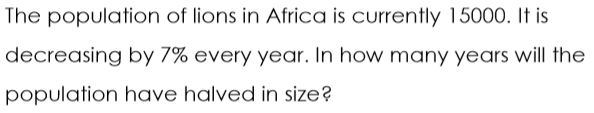 The population of lions in Africa is currently 15000. It is
decreasing by 7% every year. In how many years will the
population have halved in size?